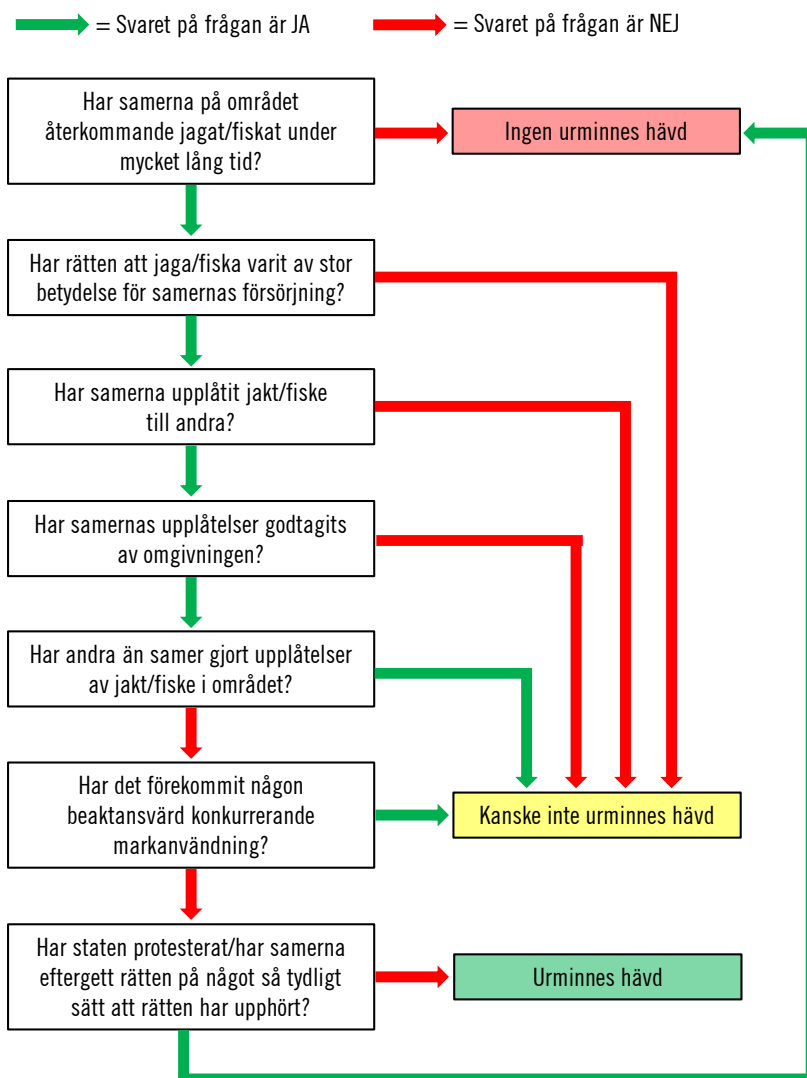 = Svaret på frågan är JA
= Svaret på frågan är NEJ
Har samerna på området
återkommande jagat/fiskat under
mycket lång tid?
Ingen urminnes hävd
Har rätten att jaga/fiska varit av stor
betydelse för samernas försörjning?
Har samerna upplåtit jakt/fiske
till andra?
Har samernas upplåtelser godtagits
av omgivningen?
Har andra än samer gjort upplåtelser
av jakt/fiske i området?
Har det förekommit någon
beaktansvärd konkurrerande
markanvändning?
Kanske inte urminnes hävd
Har staten protesterat/har samerna
eftergett rätten på något så tydligt
sätt att rätten har upphört?
Urminnes hävd